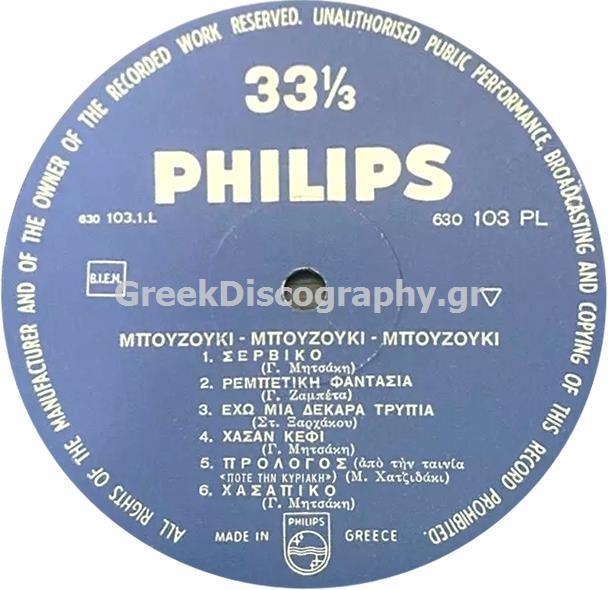 ALL RIGHTS OF THE MANUFACTURER AND OF THE OWNER OF THE RECORDED WORK RESERVED. UNAUTHORISED PUBLIC PERFORMANCE, BROADCASTING AND COPYING OF THIS RECORD PROHIBITED.
33⅓
PHILIPS
630 103.1.L
630 103 PL
B.I.E.M.
GreekDiscography.gr
ΜΠΟΥΖΟΥΚΙ - ΜΠΟΥΖΟΥΚΙ - ΜΠΟΥΖΟΥΚΙ
1. ΣΕΡΒΙΚΟ
(Γ. Μητσάκη)
2. ΡΕΜΠΕΤΙΚΗ ΦΑΝΤΑΣΙΑ
(Γ. Ζαμπέτα)
3. ΕΧΩ ΜΙΑ ΔΕΚΑΡΑ ΤΡΥΠΙΑ
(Στ. Ξαρχάκου)
4. ΧΑΣΑΝ ΚΕΦΙ
(Γ. Μητσάκη)
5. ΠΡΟΛΟΓΟΣ (ἀπὸ τὴν ταινία
«ΠΟΤΕ ΤΗΝ ΚΥΡΙΑΚΗ») (Μ. Χατζιδάκι)
6. ΧΑΣΑΠΙΚΟ
(Γ. Μητσάκη)
MADE IN
PHILIPS
GREECE